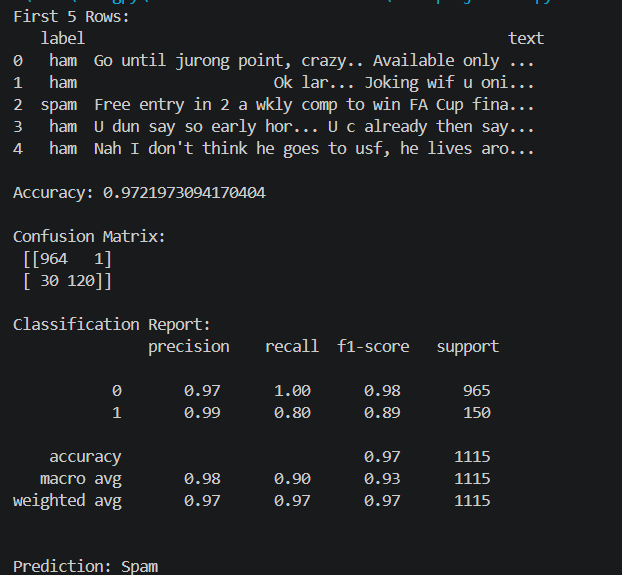 First 5 Rows:
label text
0 ham Go until jurong point, crazy.. Available only ...
1 ham Ok lar... Joking wif u oni...
2 spam Free entry in 2 a wkly comp to win FA Cup fina...
3 ham U dun say so early hor... U c already then say...
4 ham Nah I don't think he goes to usf, he lives aro...
Accuracy: 0.9721973094170404
Confusion Matrix:
[[964 1]
[ 30 120]]
Classification Report:
precision recall f1-score support
0 0.97 1.00 0.98 965
1 0.99 0.80 0.89 150
accuracy 0.97 1115
macro avg 0.98 0.90 0.93 1115
weighted avg 0.97 0.97 0.97 1115
Prediction: Spam